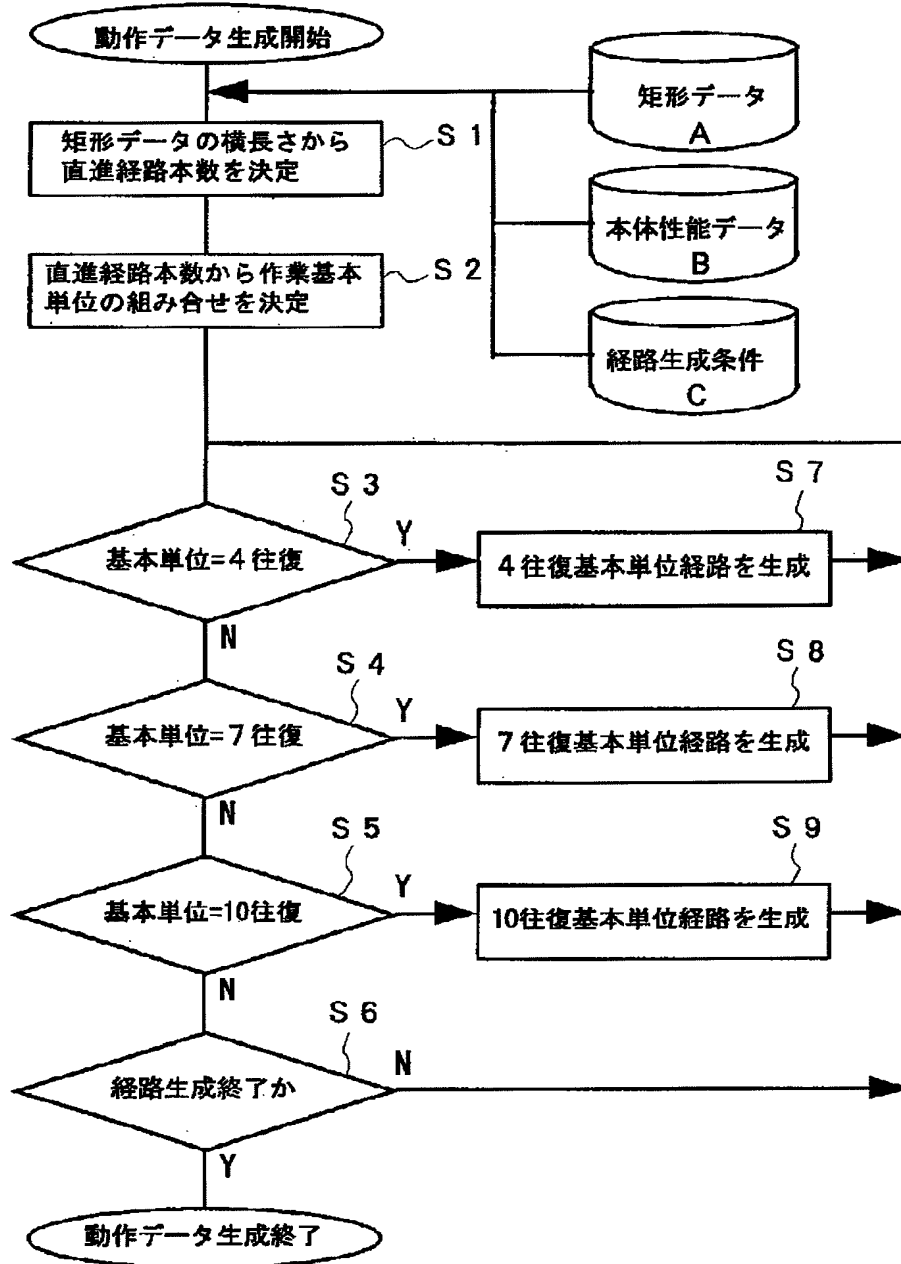 動作データ生成開始
矩形データ
A
矩形データの横長さから
直進経路本数を決定
S 1
本体性能データ
B
直進経路本数から作業基本
単位の組み合せを決定
S 2
経路生成条件
C
S 3
基本単位=4往復
Y
N
S 7
4往復基本単位経路を生成
S 4
基本単位=7往復
Y
N
S 8
7往復基本単位経路を生成
S 5
基本単位=10往復
Y
N
S 9
10往復基本単位経路を生成
S 6
経路生成終了か
N
Y
動作データ生成終了